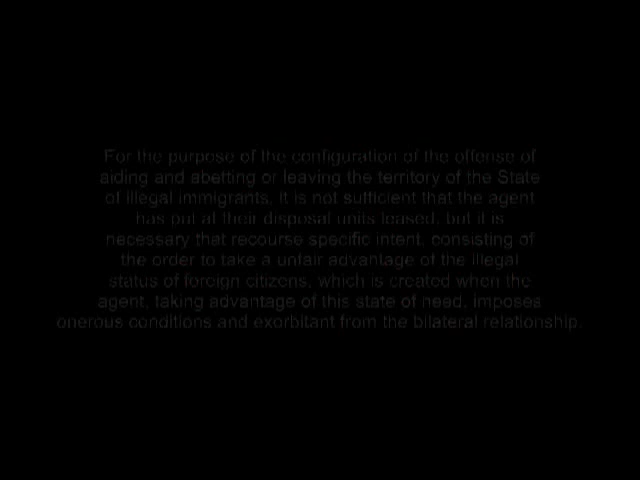 For the purpose of the configuration of the offense of
aiding and abetting or leaving the territory of the State
of illegal immigrants, it is not sufficient that the agent
has put at their disposal units leased, but it is
necessary that recourse specific intent, consisting of
the order to take a unfair advantage of the illegal
status of foreign citizens, which is created when the
agent, taking advantage of this state of need, imposes
onerous conditions and exorbitant from the bilateral relationship.